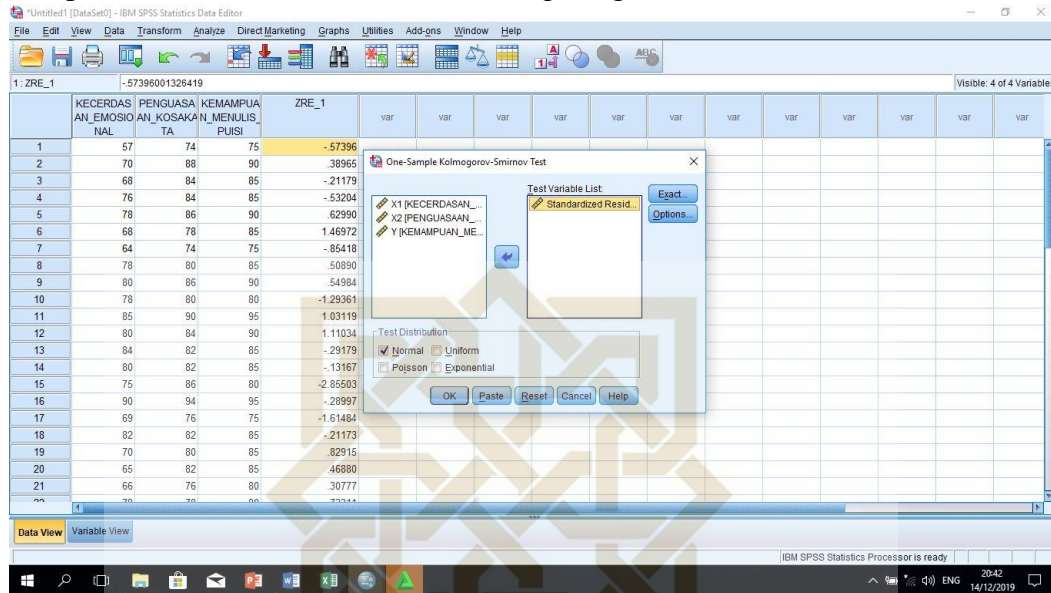 *Untitled1 [DataSet0] - IBM SPSS Statistics Data Editor
File Edit View Data Transform Analyze Direct Marketing Graphs Utilities Add-ons Window Help
1 : ZRE_1 -.57396001326419 Visible: 4 of 4 Variable
KECERDAS PENGUASA KEMAMPUA ZRE_1 var var var var var var var var var var var
AN_EMOSIO AN_KOSAKA N_MENULIS_
NAL TA PUISI
1 57 74 75 -.57396
2 70 88 90 .38965
3 68 84 85 -.21179
4 76 84 85 -.53204
5 78 86 90 .62990
6 68 78 85 1.46972
7 64 74 75 -.85418
8 78 80 85 .50890
9 80 86 90 .54984
10 78 80 80 -1.29361
11 85 90 95 1.03119
12 80 84 90 1.11034
13 84 82 85 -.29179
14 80 82 85 -.13167
15 75 86 80 -2.85503
16 90 94 95 -.28997
17 69 76 75 -1.61484
18 82 82 85 -.21173
19 70 80 85 .82915
20 65 82 85 .46880
21 66 76 80 .30777
One-Sample Kolmogorov-Smirnov Test
Test Variable List:
X1 [KECERDASAN_...
X2 [PENGUASAAN_...
Y [KEMAMPUAN_ME...
Standardized Resid...
Exact...
Options...
Test Distribution
Normal Uniform
Poisson Exponential
OK Paste Reset Cancel Help
Data View Variable View
IBM SPSS Statistics Processor is ready
ENG 20:42
14/12/2019